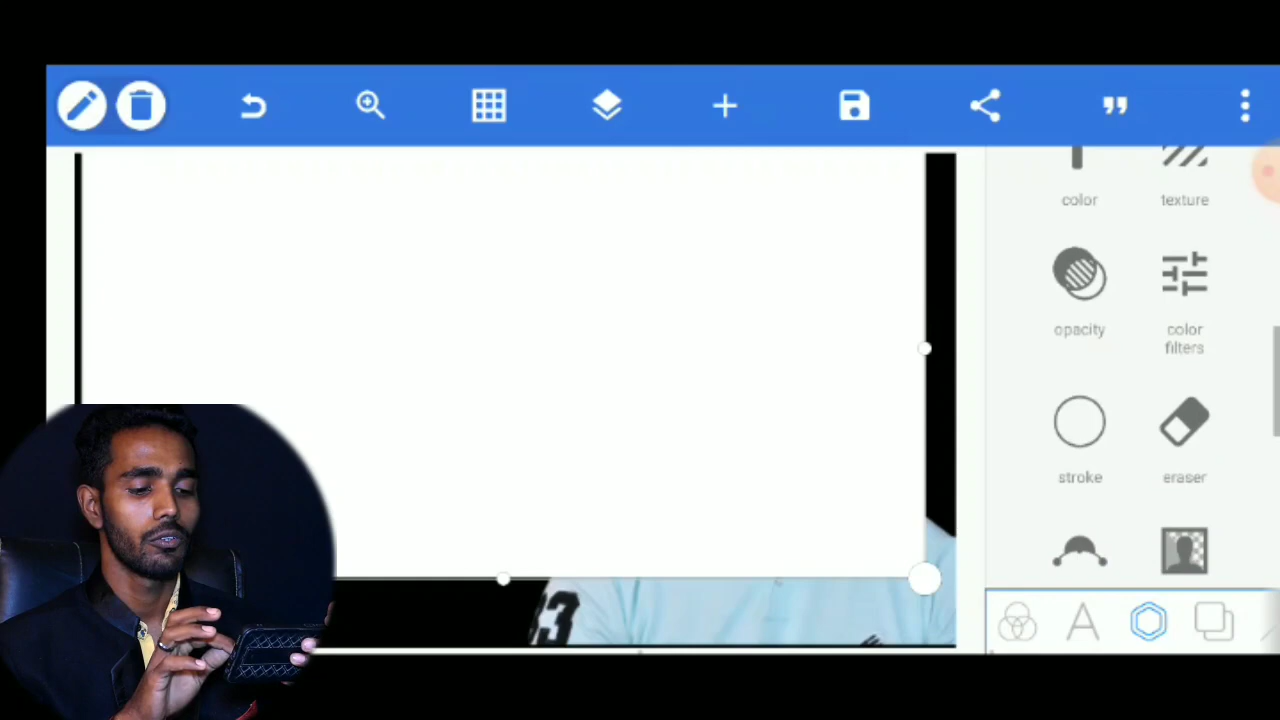 color
texture
opacity
color
filters
stroke
eraser